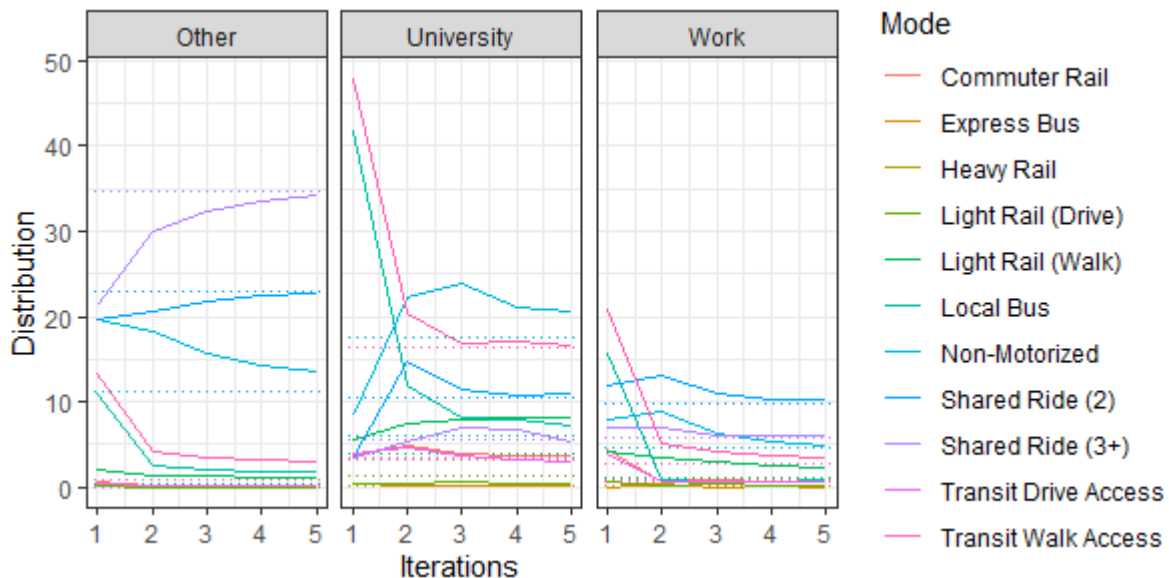 Other University Work
Distribution
50
40
30
20
10
0
1 2 3 4 5 1 2 3 4 5 1 2 3 4 5
Iterations
Mode
Commuter Rail
Express Bus
Heavy Rail
Light Rail (Drive)
Light Rail (Walk)
Local Bus
Non-Motorized
Shared Ride (2)
Shared Ride (3+)
Transit Drive Access
Transit Walk Access